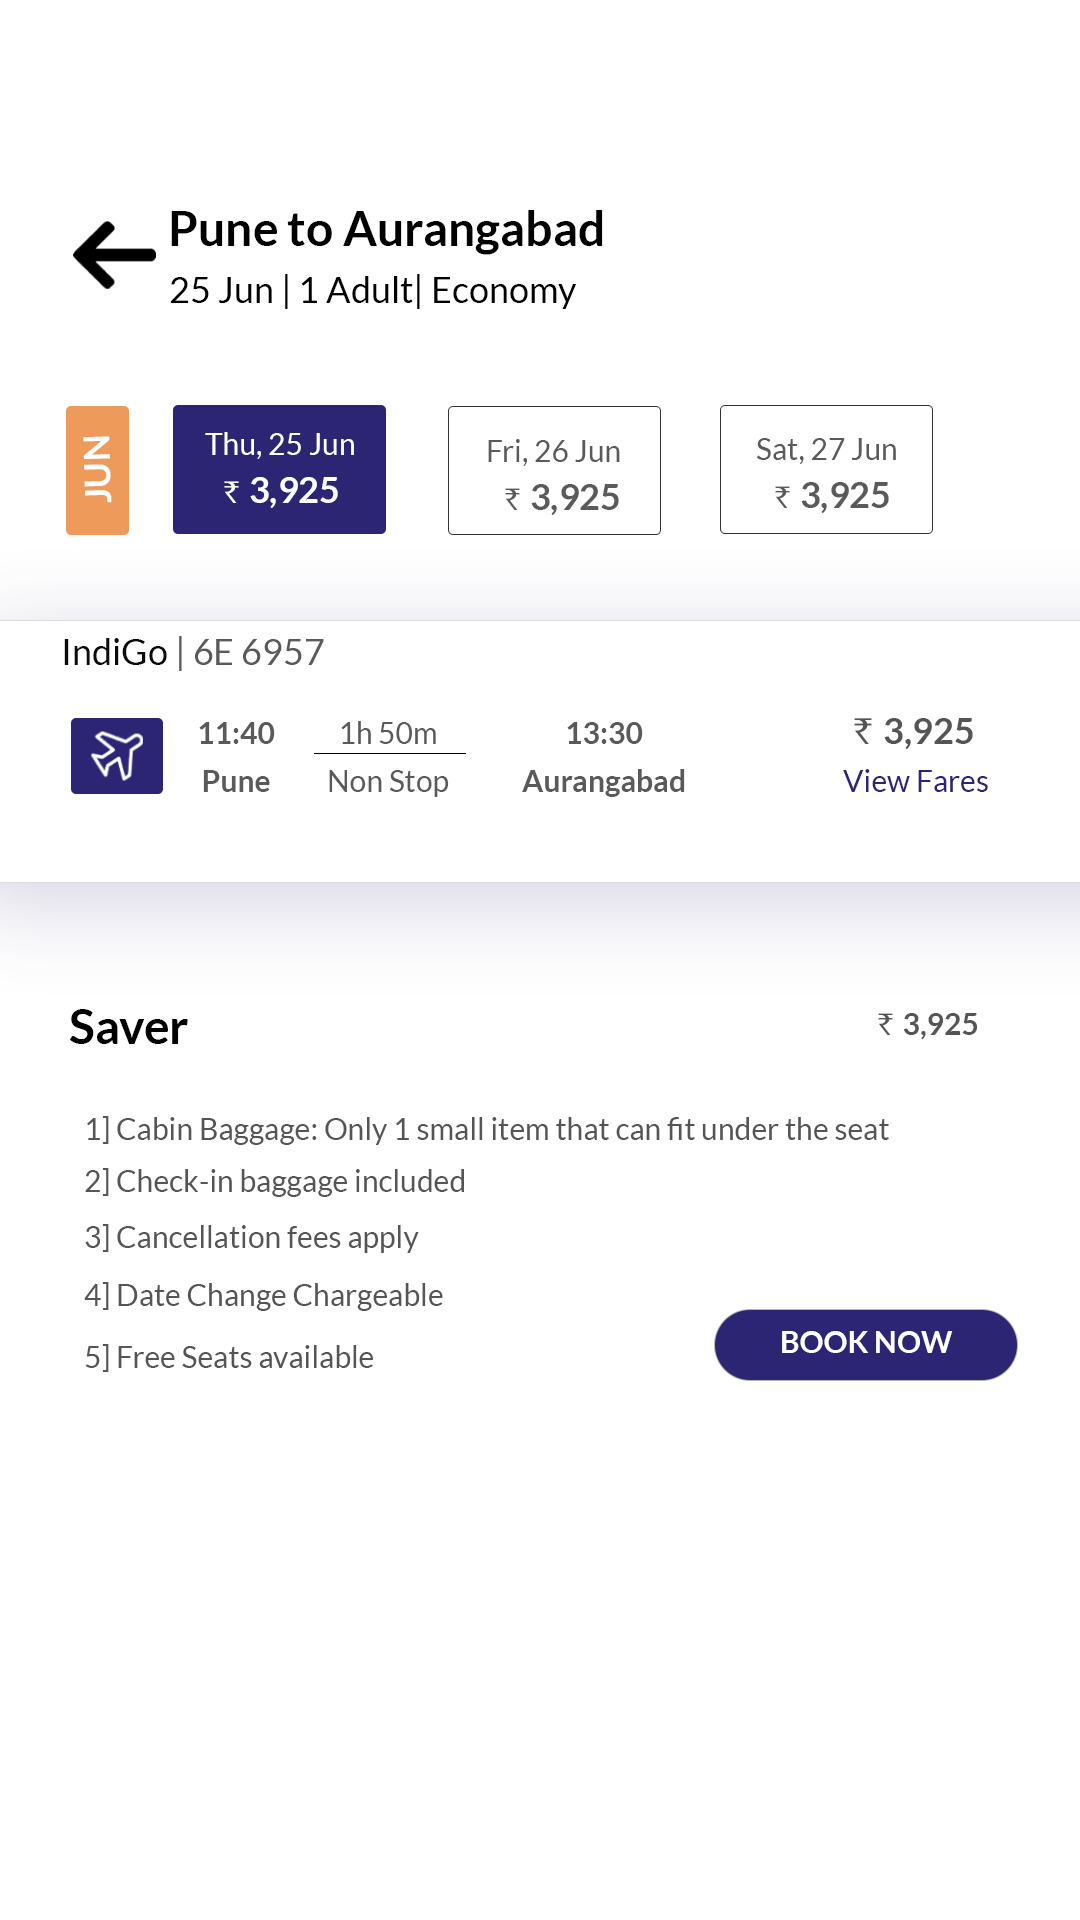 Pune to Aurangabad
25 Jun | 1 Adult| Economy
JUN
Thu, 25 Jun
₹ 3,925
Fri, 26 Jun
₹ 3,925
Sat, 27 Jun
₹ 3,925
IndiGo | 6E 6957
11:40 1h 50m 13:30 ₹ 3,925
Pune Non Stop Aurangabad View Fares
Saver ₹ 3,925
1] Cabin Baggage: Only 1 small item that can fit under the seat
2] Check-in baggage included
3] Cancellation fees apply
4] Date Change Chargeable
5] Free Seats available
BOOK NOW